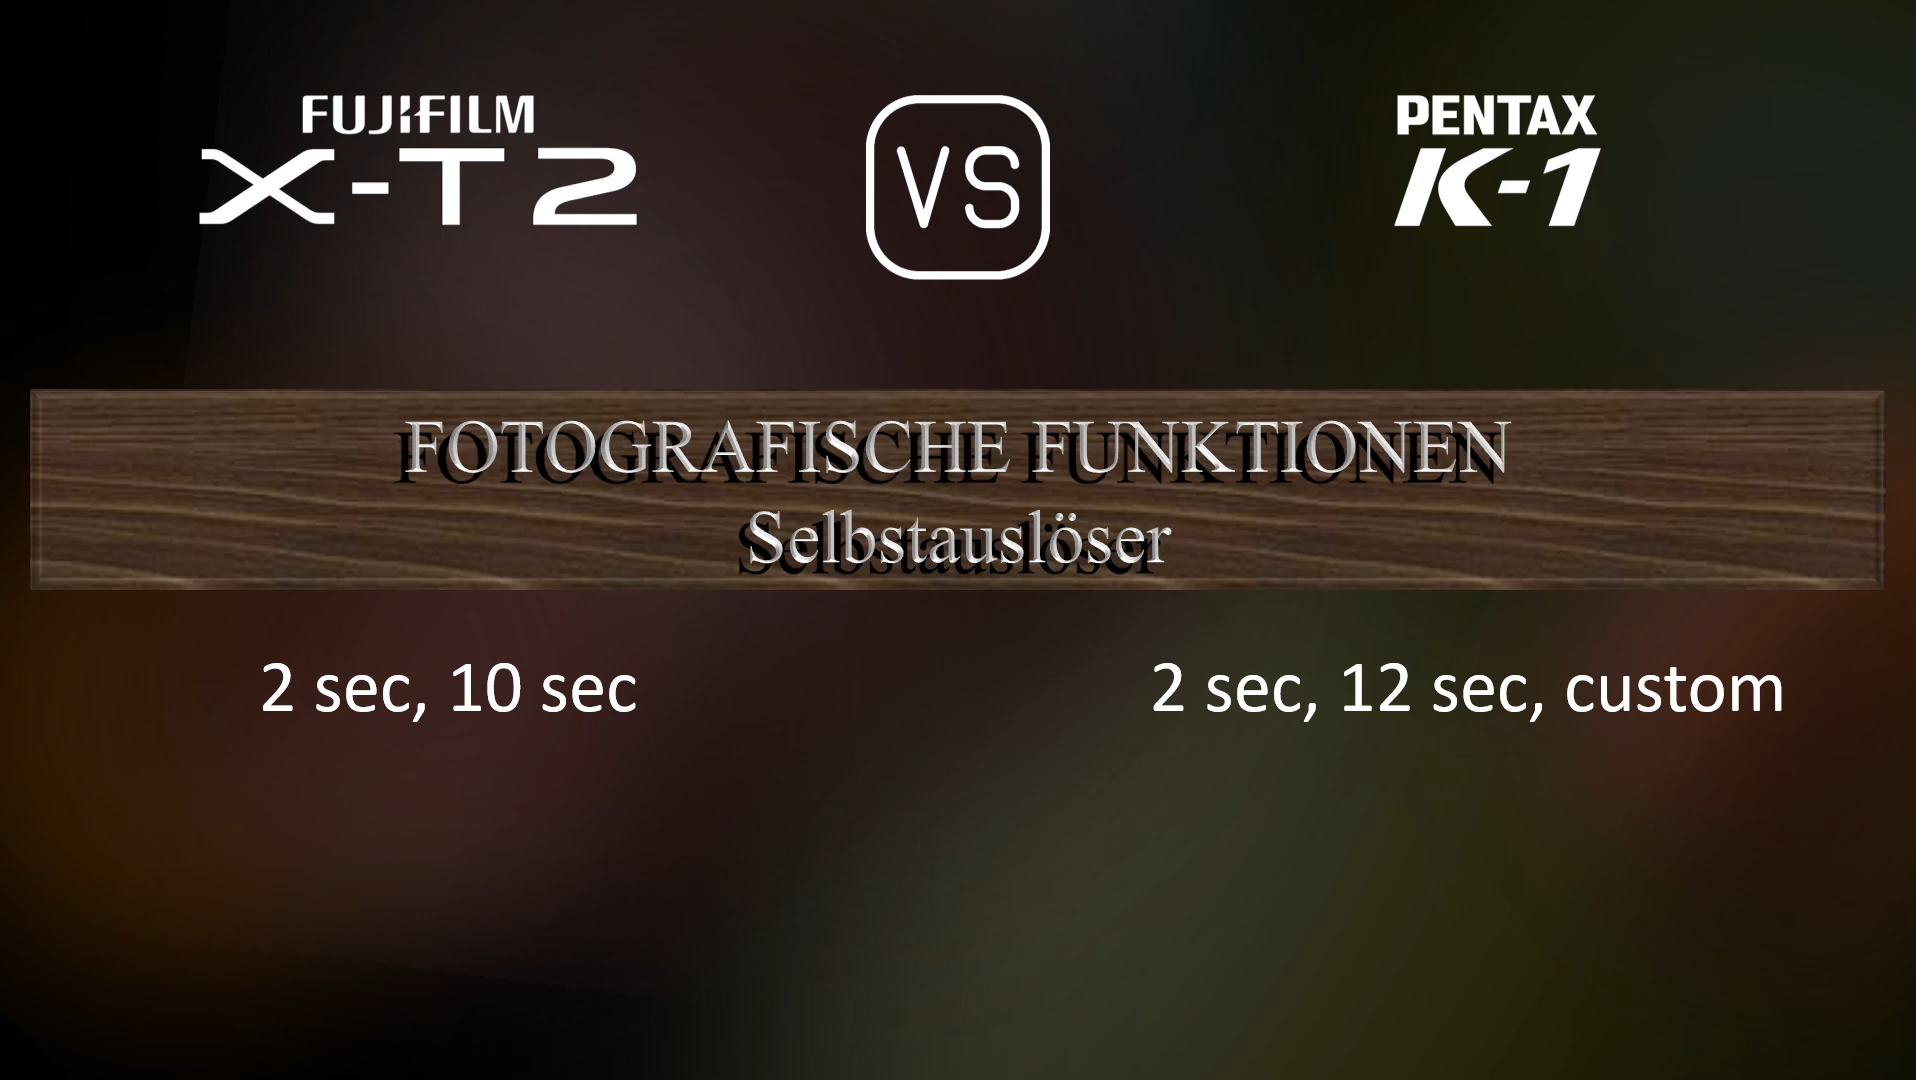 FUJIFILM
X-T2
VS
PENTAX
K-1
FOTOGRAFISCHE FUNKTIONEN
Selbstauslöser
2 sec, 10 sec
2 sec, 12 sec, custom